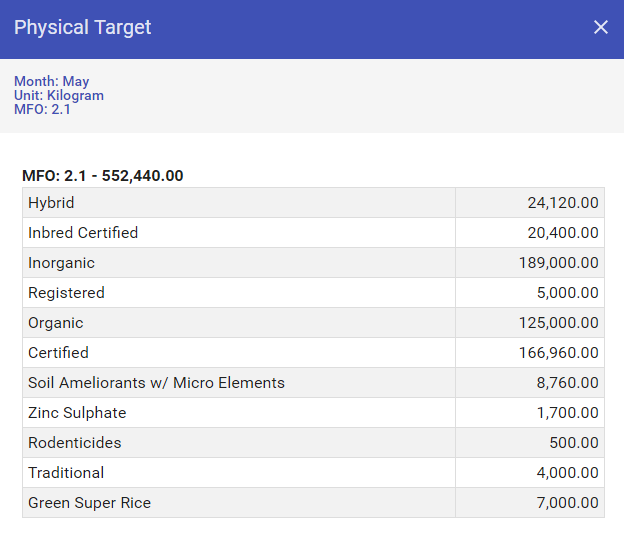 Physical Target
Month: May
Unit: Kilogram
MFO: 2.1
MFO: 2.1 - 552,440.00
Hybrid 24,120.00
Inbred Certified 20,400.00
Inorganic 189,000.00
Registered 5,000.00
Organic 125,000.00
Certified 166,960.00
Soil Ameliorants w/ Micro Elements 8,760.00
Zinc Sulphate 1,700.00
Rodenticides 500.00
Traditional 4,000.00
Green Super Rice 7,000.00